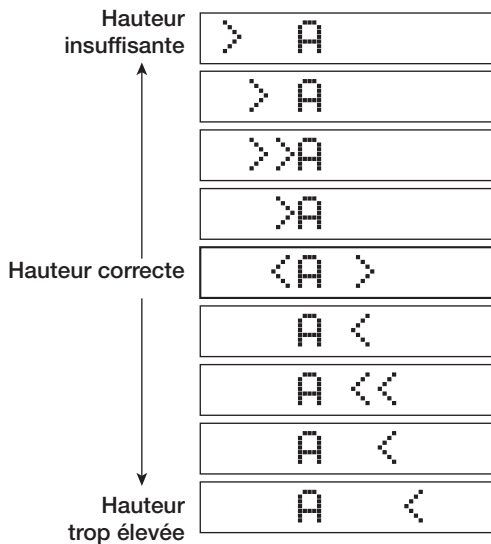 Hauteur
insuffisante
> A
> A
>>A
>A
Hauteur correcte
<A >
A <
A <<
A <
A <
Hauteur
trop élevée